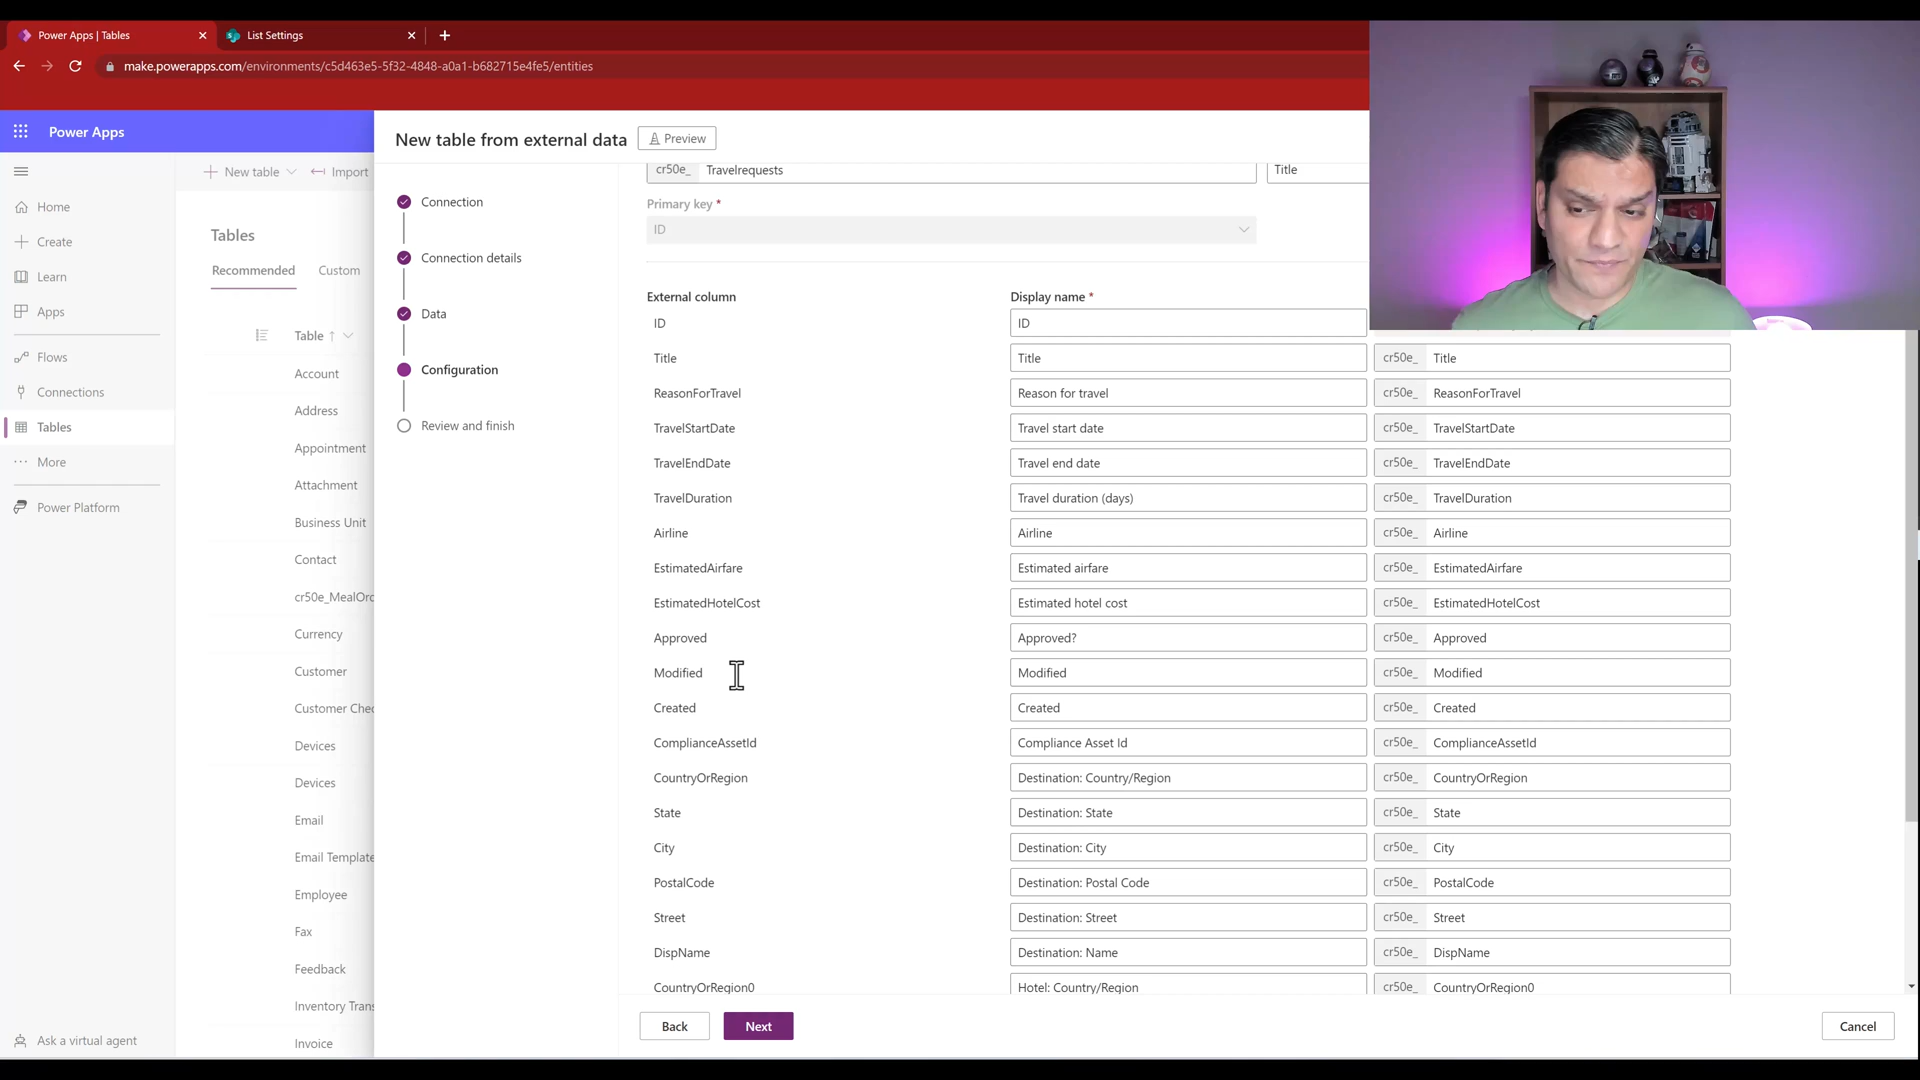 Power Apps | Tables
List Settings
make.powerapps.com/environments/c5d463e5-5f32-4848-a0a1-b682715e4fe5/entities
Power Apps
New table
Import
Home
Create
Learn
Apps
Flows
Connections
Tables
More
Power Platform
Ask a virtual agent
Tables
Recommended
Custom
Table
Account
Address
Appointment
Attachment
Business Unit
Contact
cr50e_MealOrd
Currency
Customer
Customer Chec
Devices
Devices
Email
Email Template
Employee
Fax
Feedback
Inventory Trans
Invoice
New table from external data
Preview
Connection
Connection details
Data
Configuration
Review and finish
cr50e_ Travelrequests Title
Primary key *
ID
External column Display name *
ID ID
Title Title cr50e_ Title
ReasonForTravel Reason for travel cr50e_ ReasonForTravel
TravelStartDate Travel start date cr50e_ TravelStartDate
TravelEndDate Travel end date cr50e_ TravelEndDate
TravelDuration Travel duration (days) cr50e_ TravelDuration
Airline Airline cr50e_ Airline
EstimatedAirfare Estimated airfare cr50e_ EstimatedAirfare
EstimatedHotelCost Estimated hotel cost cr50e_ EstimatedHotelCost
Approved Approved? cr50e_ Approved
Modified Modified cr50e_ Modified
Created Created cr50e_ Created
ComplianceAssetId Compliance Asset Id cr50e_ ComplianceAssetId
CountryOrRegion Destination: Country/Region cr50e_ CountryOrRegion
State Destination: State cr50e_ State
City Destination: City cr50e_ City
PostalCode Destination: Postal Code cr50e_ PostalCode
Street Destination: Street cr50e_ Street
DispName Destination: Name cr50e_ DispName
CountryOrRegion0 Hotel: Country/Region cr50e_ CountryOrRegion0
Back
Next
Cancel